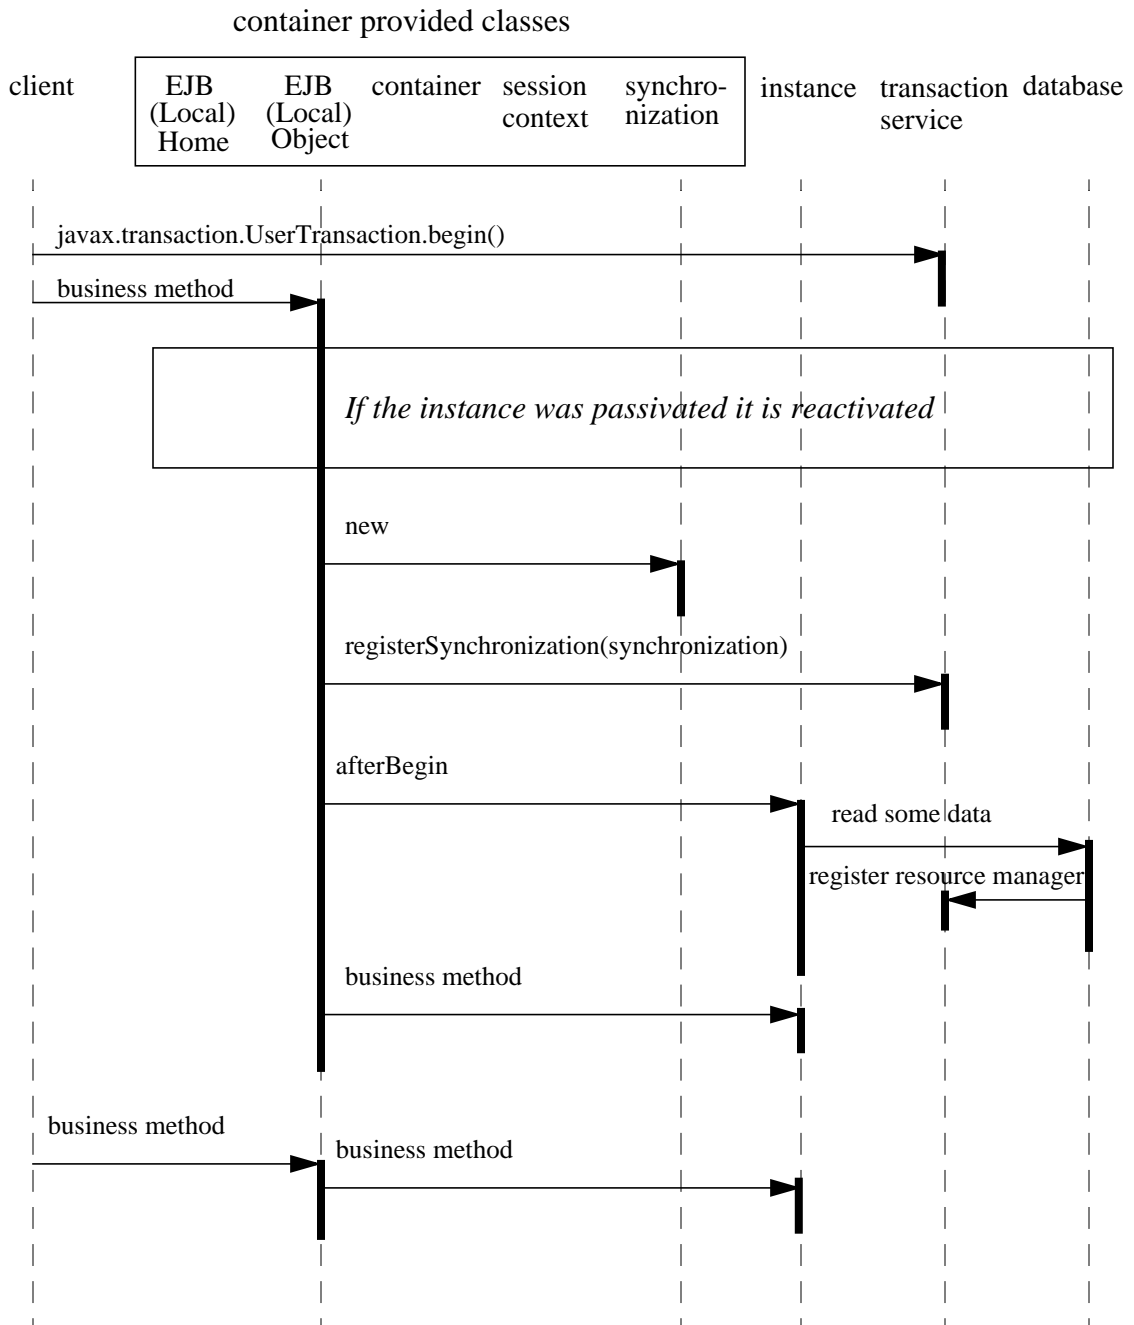 container provided classes
client
EJB
(Local)
Home
EJB
(Local)
Object
container
session
context
synchro-
nization
instance
transaction
service
database
javax.transaction.UserTransaction.begin()
business method
If the instance was passivated it is reactivated
new
registerSynchronization(synchronization)
afterBegin
read some data
register resource manager
business method
business method
business method